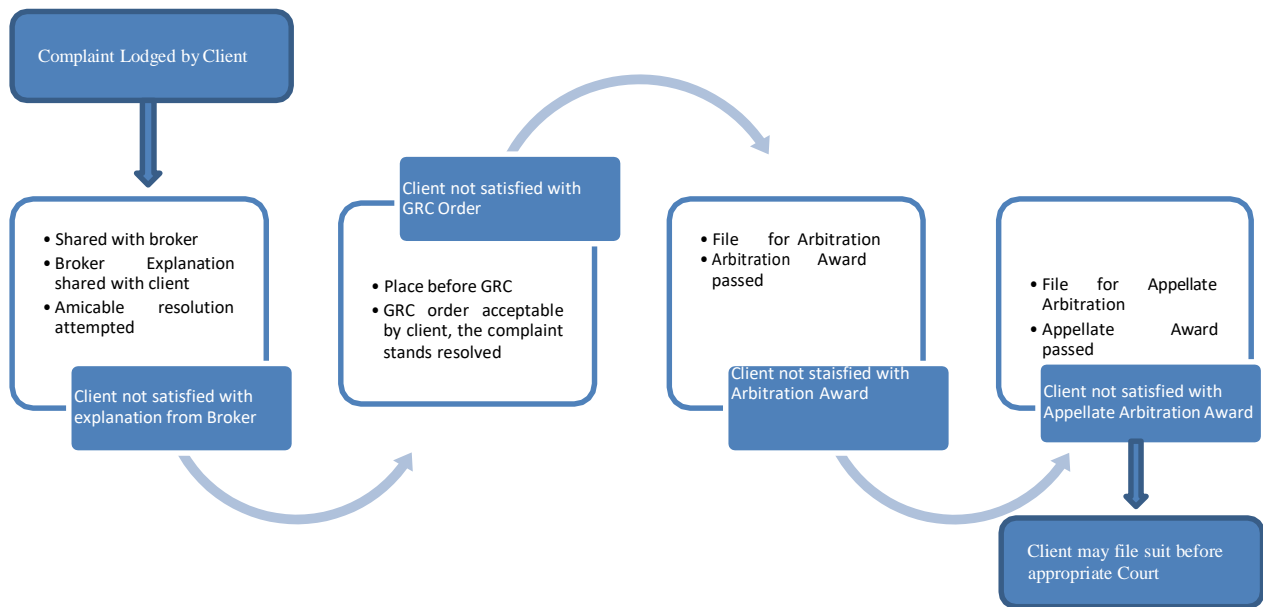 Complaint Lodged by Client
• Shared with broker
• Broker Explanation
shared with client
• Amicable resolution
attempted
Client not satisfied with
explanation from Broker
Client not satisfied with
GRC Order
• Place before GRC
• GRC order acceptable
by client, the complaint
stands resolved
• File for Arbitration
• Arbitration Award
passed
Client not staisfied with
Arbitration Award
• File for Appellate
Arbitration
• Appellate Award
passed
Client not satisfied with
Appellate Arbitration Award
Client may file suit before
appropriate Court